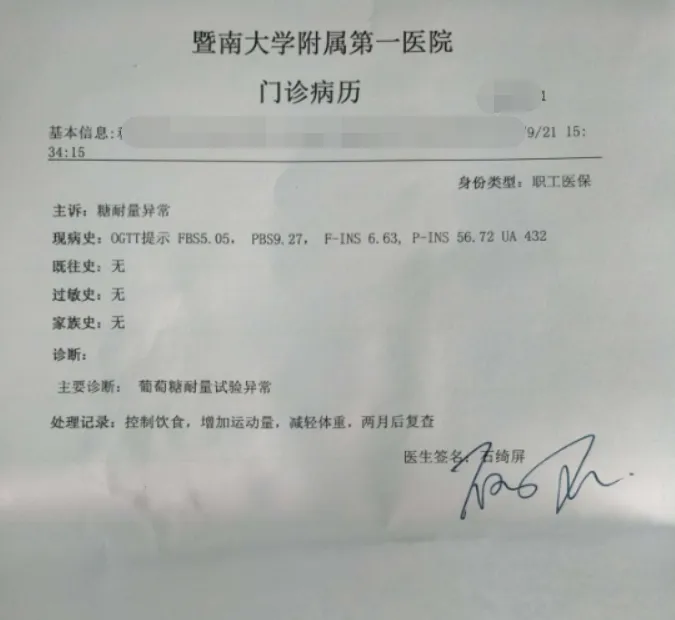 暨南大学附属第一医院
门诊病历
1
基本信息:
9/21 15:
34:15
身份类型: 职工医保
主诉: 糖耐量异常
现病史: OGTT提示 FBS5.05, PBS9.27, F-INS 6.63, P-INS 56.72 UA 432
既往史: 无
过敏史: 无
家族史: 无
诊断:
主要诊断: 葡萄糖耐量试验异常
处理记录: 控制饮食, 增加运动量, 减轻体重, 两月后复查
医生签名: 石绮屏